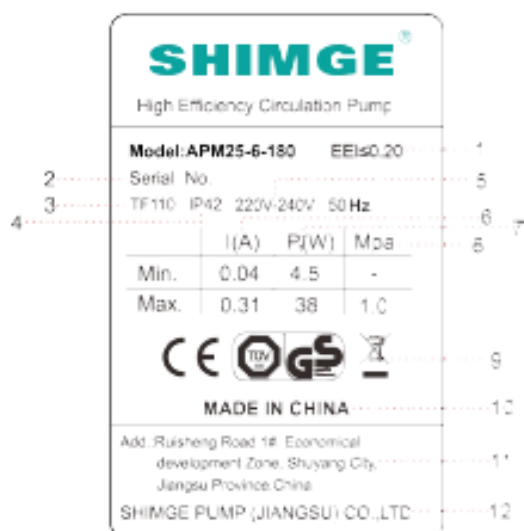 SHIMGE®
High Efficiency Circulation Pump
Model:APM25-6-180 EEI≤0.20 1
2 Serial No. 5
3 TF110 IP42 220V-240V 50Hz
4 6
I(A) P₁(W) Mpa 7
8
Min. 0.04 4.5 -
Max. 0.31 38 1.0
CE TÜV GS 9
MADE IN CHINA 10
Add.:Ruisheng Road 1# Economical
development Zone, Shuyang City, 11
Jiangsu Province,China
SHIMGE PUMP (JIANGSU) CO.,LTD 12